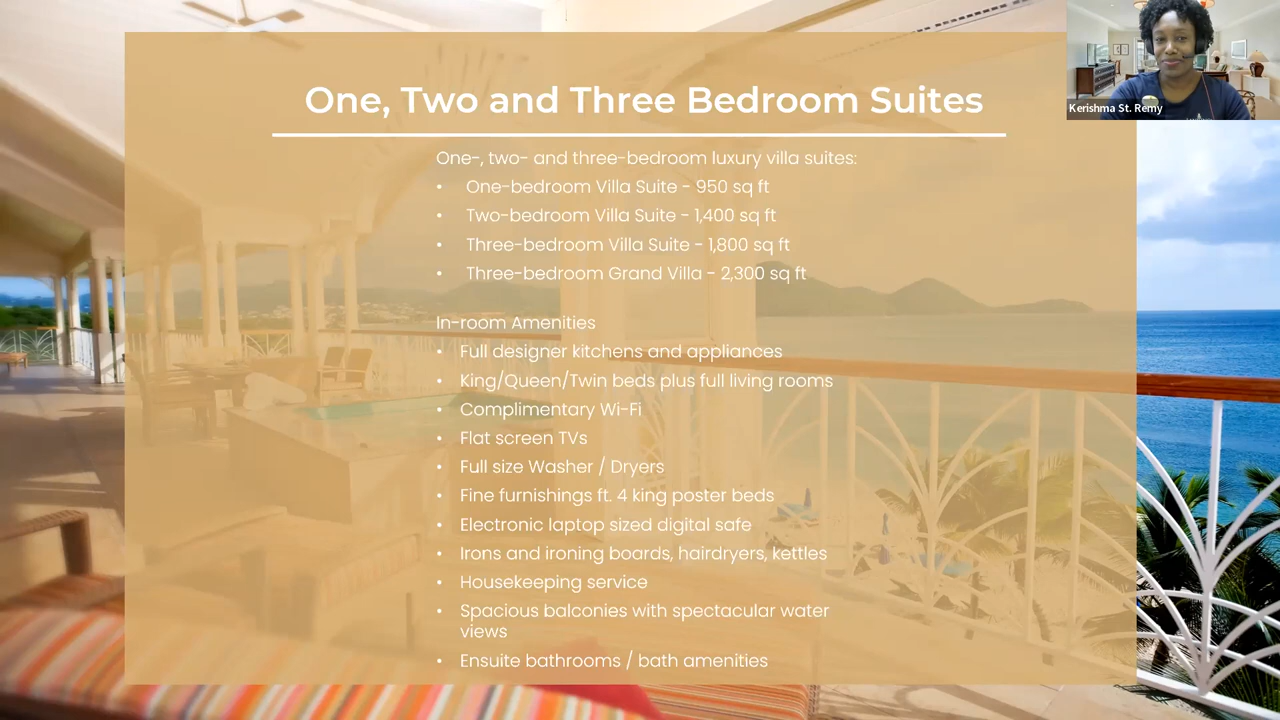 One, Two and Three Bedroom Suites
Kerishma St. Remy
One-, two- and three-bedroom luxury villa suites:
• One-bedroom Villa Suite - 950 sq ft
• Two-bedroom Villa Suite - 1,400 sq ft
• Three-bedroom Villa Suite - 1,800 sq ft
• Three-bedroom Grand Villa - 2,300 sq ft
In-room Amenities
• Full designer kitchens and appliances
• King/Queen/Twin beds plus full living rooms
• Complimentary Wi-Fi
• Flat screen TVs
• Full size Washer / Dryers
• Fine furnishings ft. 4 king poster beds
• Electronic laptop sized digital safe
• Irons and ironing boards, hairdryers, kettles
• Housekeeping service
• Spacious balconies with spectacular water
views
• Ensuite bathrooms / bath amenities